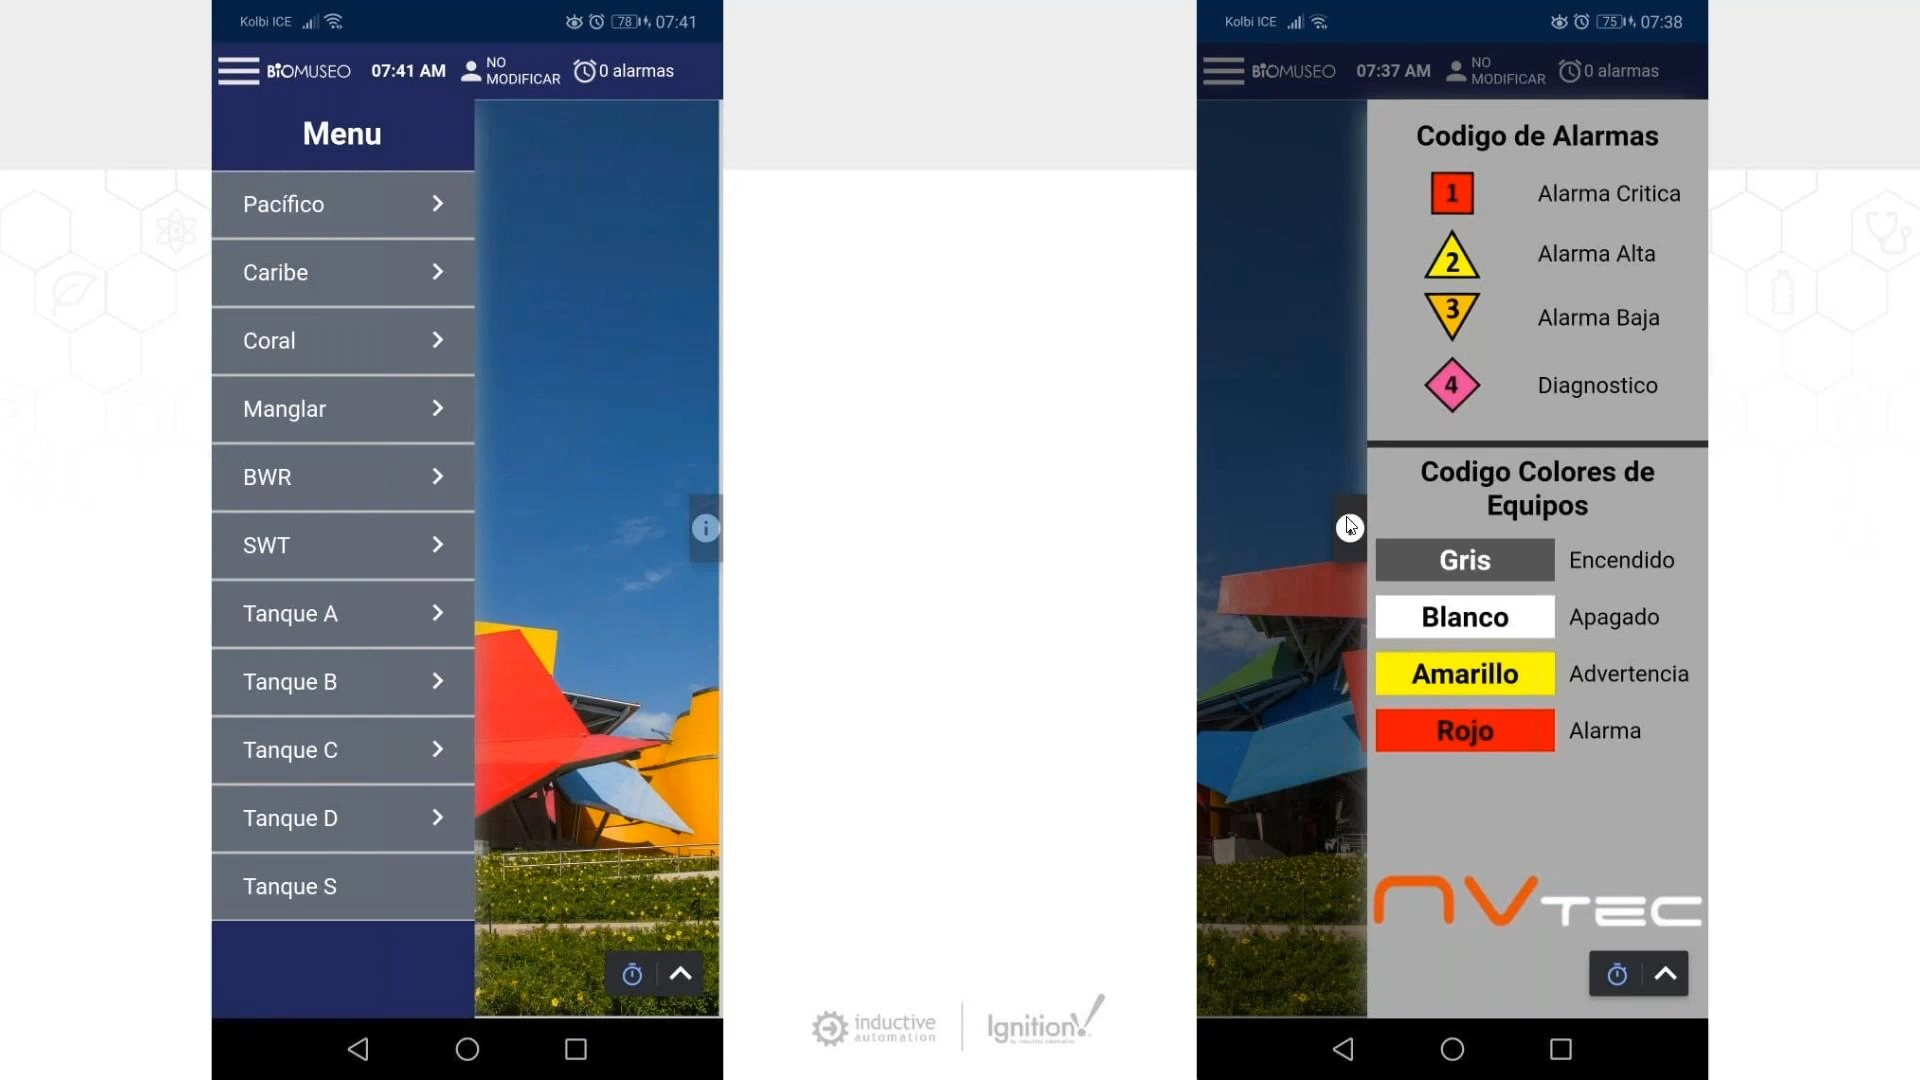 Kolbi ICE
78
07:41
BIOMUSEO
07:41 AM
NO
MODIFICAR
0 alarmas
Menu
Pacífico
Caribe
Coral
Manglar
BWR
SWT
Tanque A
Tanque B
Tanque C
Tanque D
Tanque S
inductive
automation
Ignition!
Kolbi ICE
75
07:38
BIOMUSEO
07:37 AM
NO
MODIFICAR
0 alarmas
Codigo de Alarmas
1 Alarma Critica
2 Alarma Alta
3 Alarma Baja
4 Diagnostico
Codigo Colores de
Equipos
Gris Encendido
Blanco Apagado
Amarillo Advertencia
Rojo Alarma
NVTEC